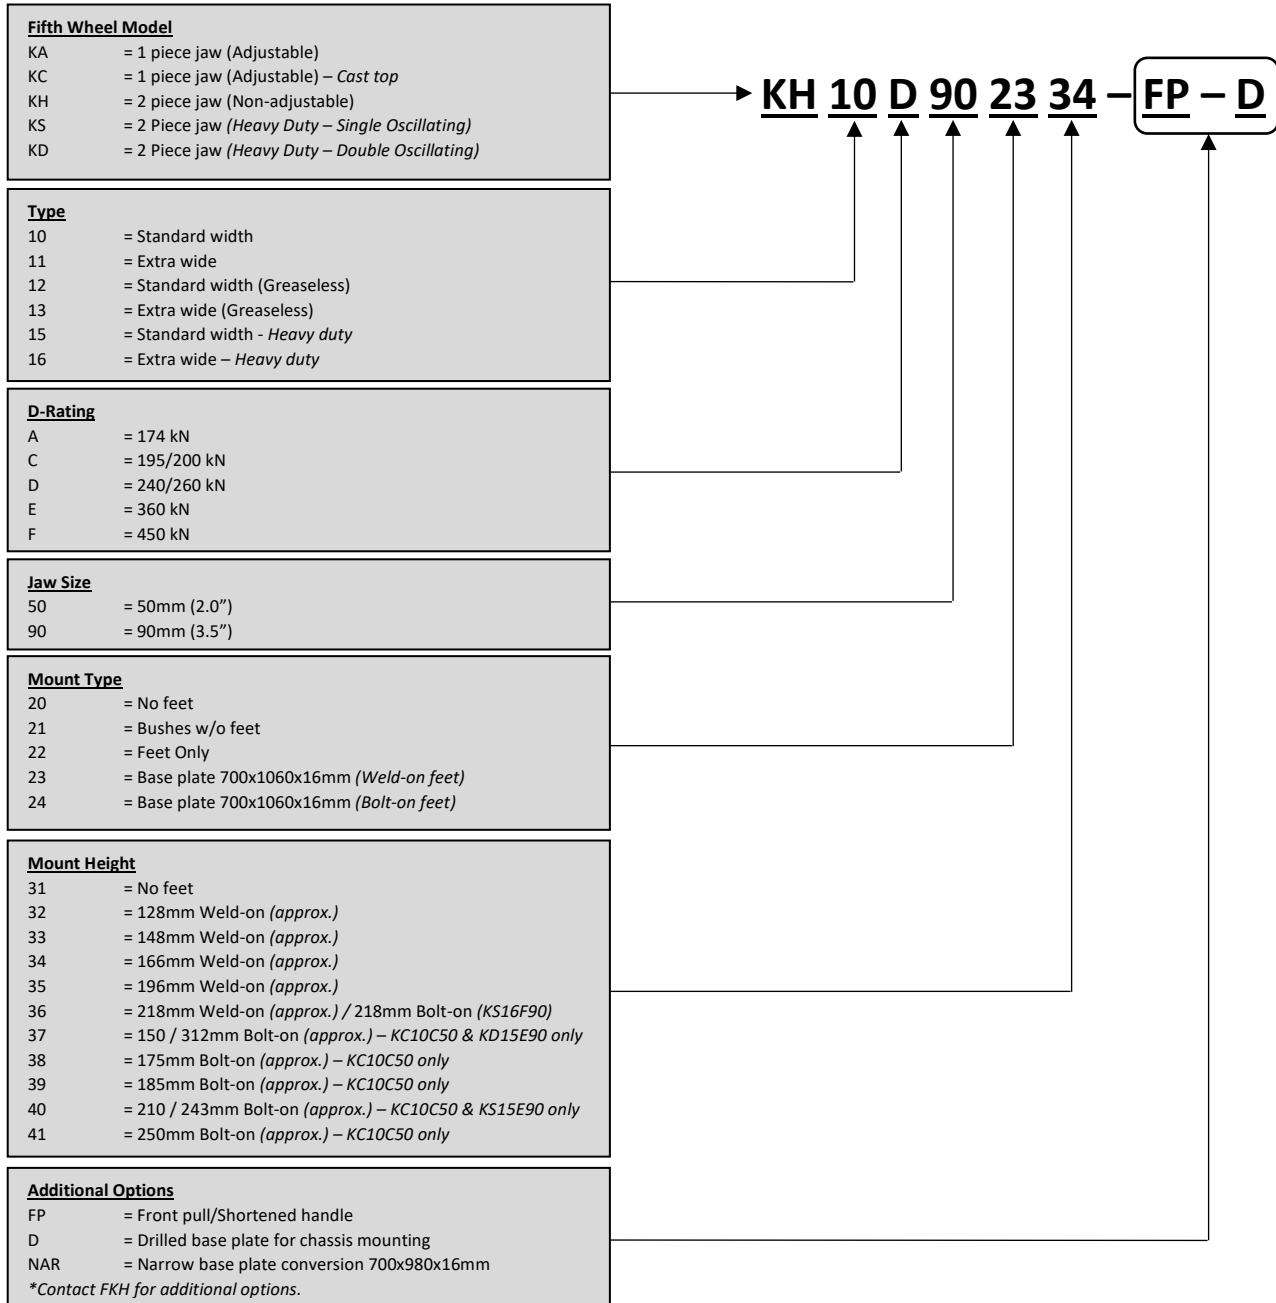 Fifth Wheel Model
KA = 1 piece jaw (Adjustable)
KC = 1 piece jaw (Adjustable) – Cast top
KH = 2 piece jaw (Non-adjustable)
KS = 2 Piece jaw (Heavy Duty – Single Oscillating)
KD = 2 Piece jaw (Heavy Duty – Double Oscillating)
KH 10 D 90 23 34 – FP – D
Type
10 = Standard width
11 = Extra wide
12 = Standard width (Greaseless)
13 = Extra wide (Greaseless)
15 = Standard width - Heavy duty
16 = Extra wide – Heavy duty
D-Rating
A = 174 kN
C = 195/200 kN
D = 240/260 kN
E = 360 kN
F = 450 kN
Jaw Size
50 = 50mm (2.0”)
90 = 90mm (3.5”)
Mount Type
20 = No feet
21 = Bushes w/o feet
22 = Feet Only
23 = Base plate 700x1060x16mm (Weld-on feet)
24 = Base plate 700x1060x16mm (Bolt-on feet)
Mount Height
31 = No feet
32 = 128mm Weld-on (approx.)
33 = 148mm Weld-on (approx.)
34 = 166mm Weld-on (approx.)
35 = 196mm Weld-on (approx.)
36 = 218mm Weld-on (approx.) / 218mm Bolt-on (KS16F90)
37 = 150 / 312mm Bolt-on (approx.) – KC10C50 & KD15E90 only
38 = 175mm Bolt-on (approx.) – KC10C50 only
39 = 185mm Bolt-on (approx.) – KC10C50 only
40 = 210 / 243mm Bolt-on (approx.) – KC10C50 & KS15E90 only
41 = 250mm Bolt-on (approx.) – KC10C50 only
Additional Options
FP = Front pull/Shortened handle
D = Drilled base plate for chassis mounting
NAR = Narrow base plate conversion 700x980x16mm
*Contact FKH for additional options.